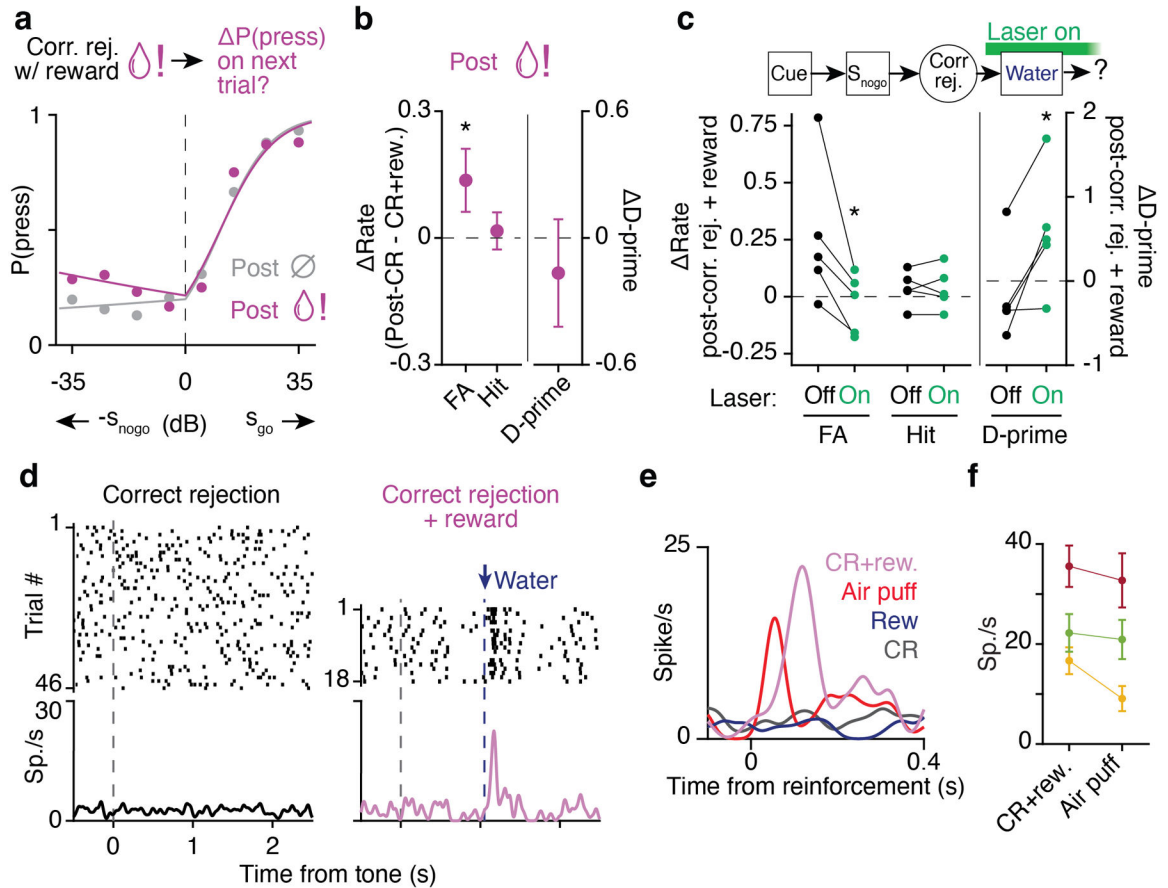 a
Corr. rej.
w/ reward
!
ΔP(press)
on next
trial?
1
P(press)
0
Post ∅
Post !
-35
0
35
-s_nogo (dB) s_go
b
Post !
0.3
0
-0.3
ΔRate
(Post-CR - CR+rew.)
*
0.6
0
-0.6
ΔD-prime
FA
Hit
D-prime
c
Laser on
Cue
S_nogo
Corr
rej.
Water
?
0.75
0.25
0
-0.25
ΔRate
post-corr. rej. + reward
*
*
2
1
0
-1
ΔD-prime
post-corr. rej. + reward
Laser: Off On Off On Off On
FA Hit D-prime
d
Correct rejection
Correct rejection
+ reward
Water
1
Trial #
46
1
18
30
Sp./s
0
0 1 2
Time from tone (s)
e
25
Spike/s
0
CR+rew.
Air puff
Rew
CR
0 0.4
Time from reinforcement (s)
f
40
20
0
Sp./s
CR+rew.
Air puff